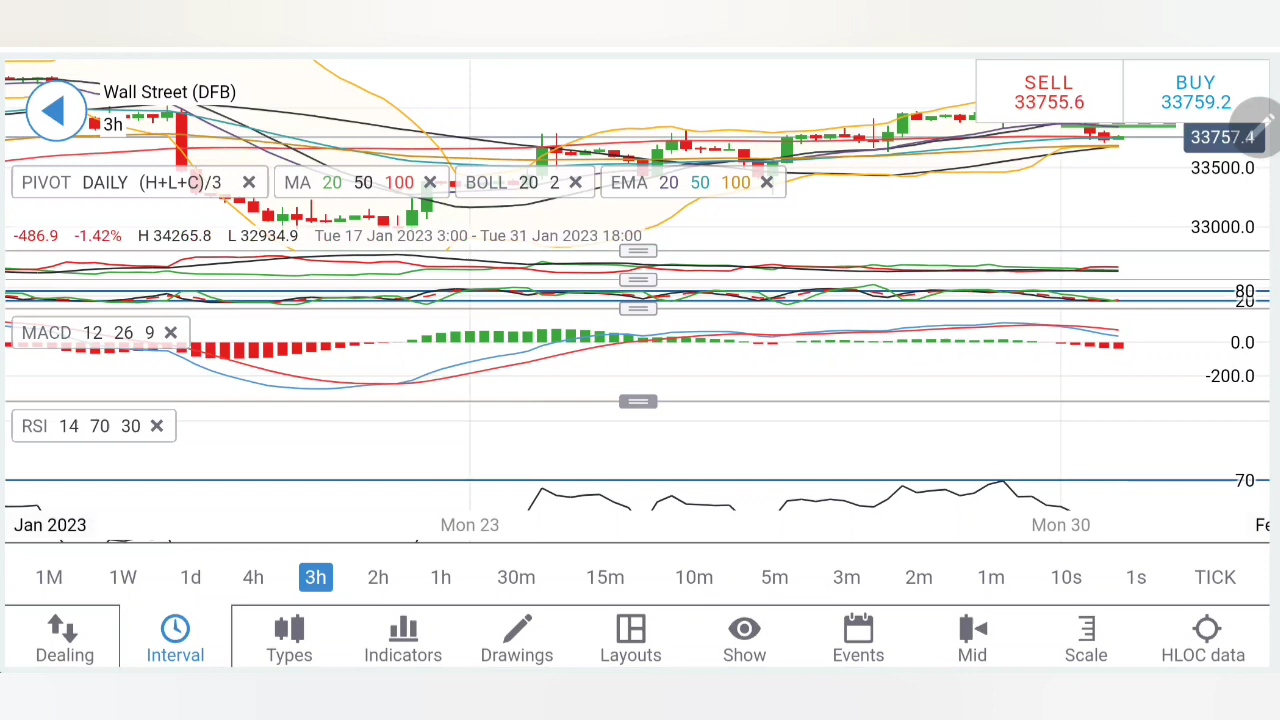 Wall Street (DFB)
3h
SELL
33755.6
BUY
33759.2
33757.4
33500.0
33000.0
PIVOT DAILY (H+L+C)/3
MA 20 50 100
BOLL 20 2
EMA 20 50 100
-486.9 -1.42% H 34265.8 L 32934.9 Tue 17 Jan 2023 3:00 - Tue 31 Jan 2023 18:00
80
20
MACD 12 26 9
0.0
-200.0
RSI 14 70 30
70
Jan 2023 Mon 23 Mon 30 Fe
1M 1W 1d 4h 3h 2h 1h 30m 15m 10m 5m 3m 2m 1m 10s 1s TICK
Dealing Interval Types Indicators Drawings Layouts Show Events Mid Scale HLOC data